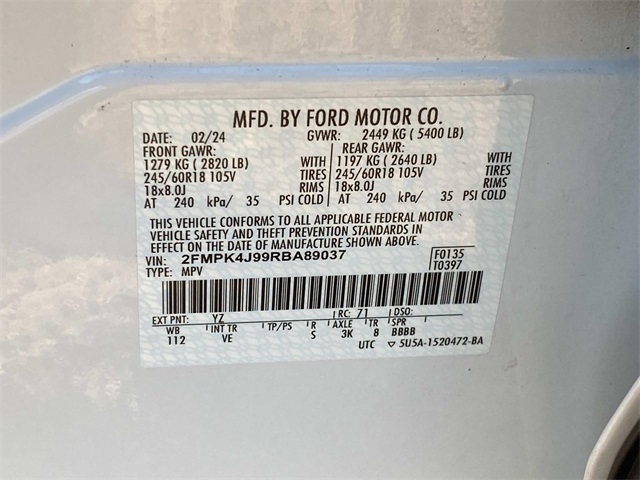 MFD. BY FORD MOTOR CO.
DATE: 02/24 GVWR: 2449 KG ( 5400 LB)
FRONT GAWR: REAR GAWR:
1279 KG ( 2820 LB) WITH 1197 KG ( 2640 LB) WITH
245/60R18 105V TIRES 245/60R18 105V TIRES
18x8.0J RIMS 18x8.0J RIMS
AT 240 kPa/ 35 PSI COLD AT 240 kPa/ 35 PSI COLD
THIS VEHICLE CONFORMS TO ALL APPLICABLE FEDERAL MOTOR
VEHICLE SAFETY AND THEFT PREVENTION STANDARDS IN
EFFECT ON THE DATE OF MANUFACTURE SHOWN ABOVE.
VIN: 2FMPK4J99RBA89037 F0135
TYPE: MPV T0397
EXT PNT: YZ RC: 71 DSO:
WB INT TR TP/PS R AXLE TR SPR
112 VE S 3K 8 BBBB
UTC ▽ 5U5A-1520472-BA